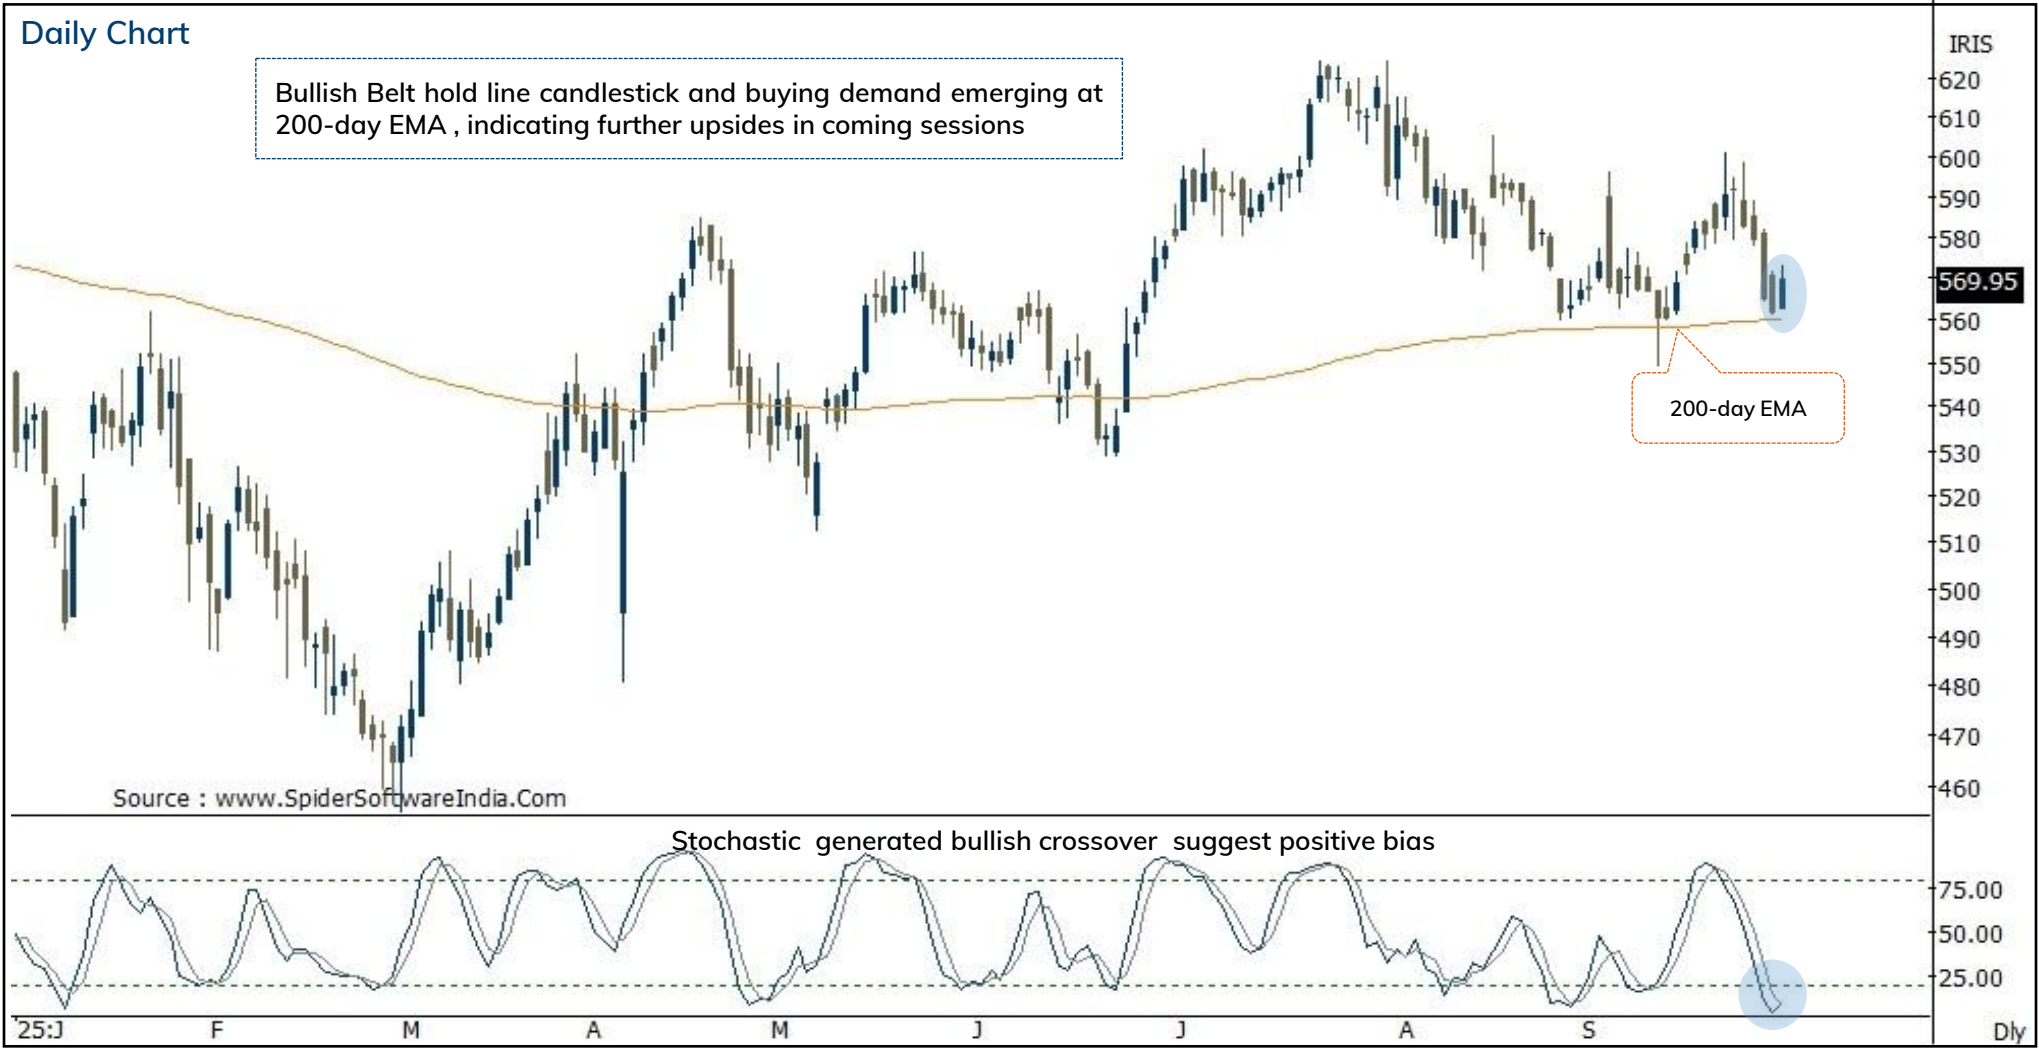 Daily Chart
Bullish Belt hold line candlestick and buying demand emerging at
200-day EMA , indicating further upsides in coming sessions
IRIS
620
610
600
590
580
569.95
560
550
540
530
520
510
500
490
480
470
460
200-day EMA
Source : www.SpiderSoftwareIndia.Com
Stochastic generated bullish crossover suggest positive bias
75.00
50.00
25.00
'25:J F M A M J J A S Dly